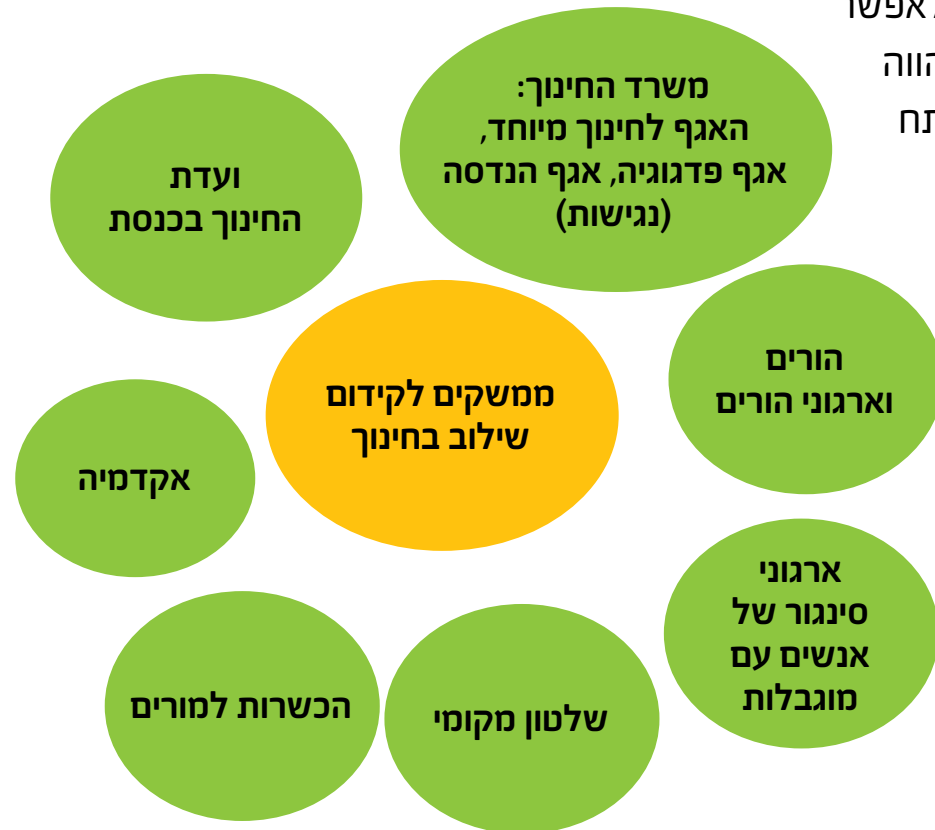 משרד החינוך:
האגף לחינוך מיוחד,
אגף פדגוגיה, אגף הנדסה
(נגישות)
ועדת
החינוך בכנסת
הורים
וארגוני הורים
ממשקים לקידום
שילוב בחינוך
אקדמיה
ארגוני
סינגור של
אנשים עם
מוגבלות
הכשרות למורים
שלטון מקומי